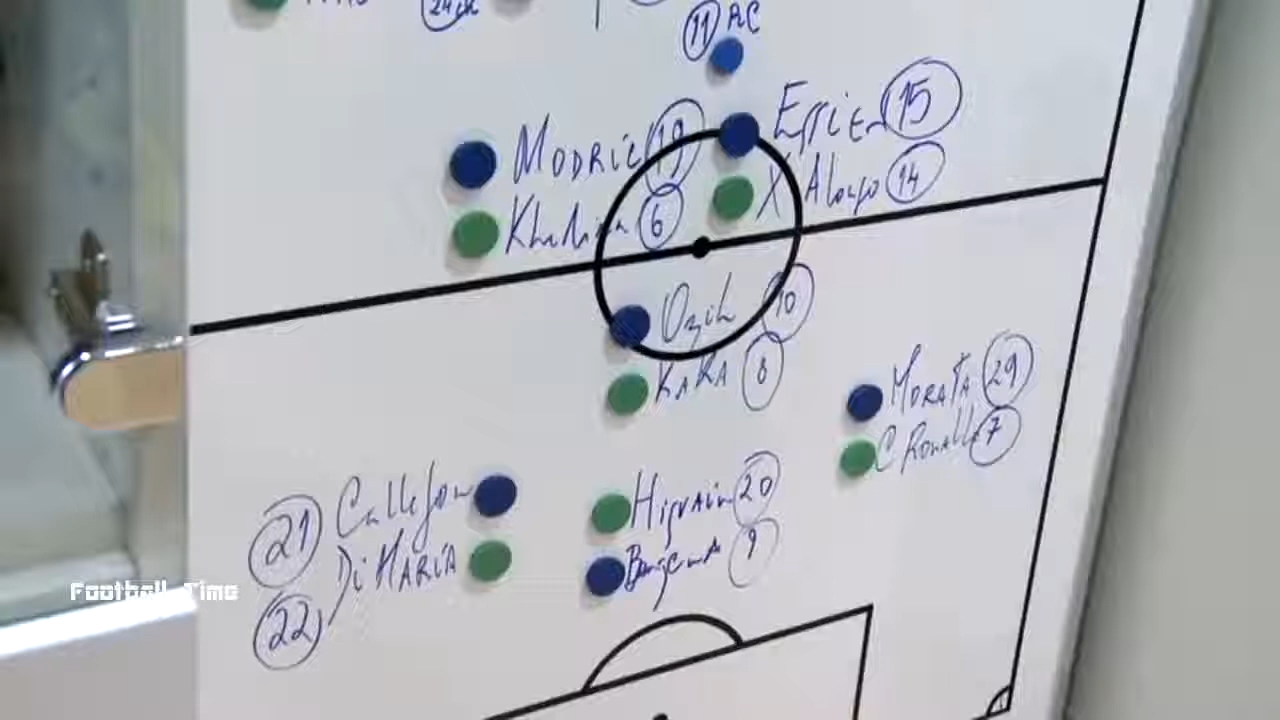 11 AC
Modric 19
Essien 15
Khedira 6
X Alonso 14
Ozil 10
KAKA 8
MORATA 29
C Ronaldo 7
21 Callejon
Higuain 20
Di MARIA
22
Benzema 9
Football Time